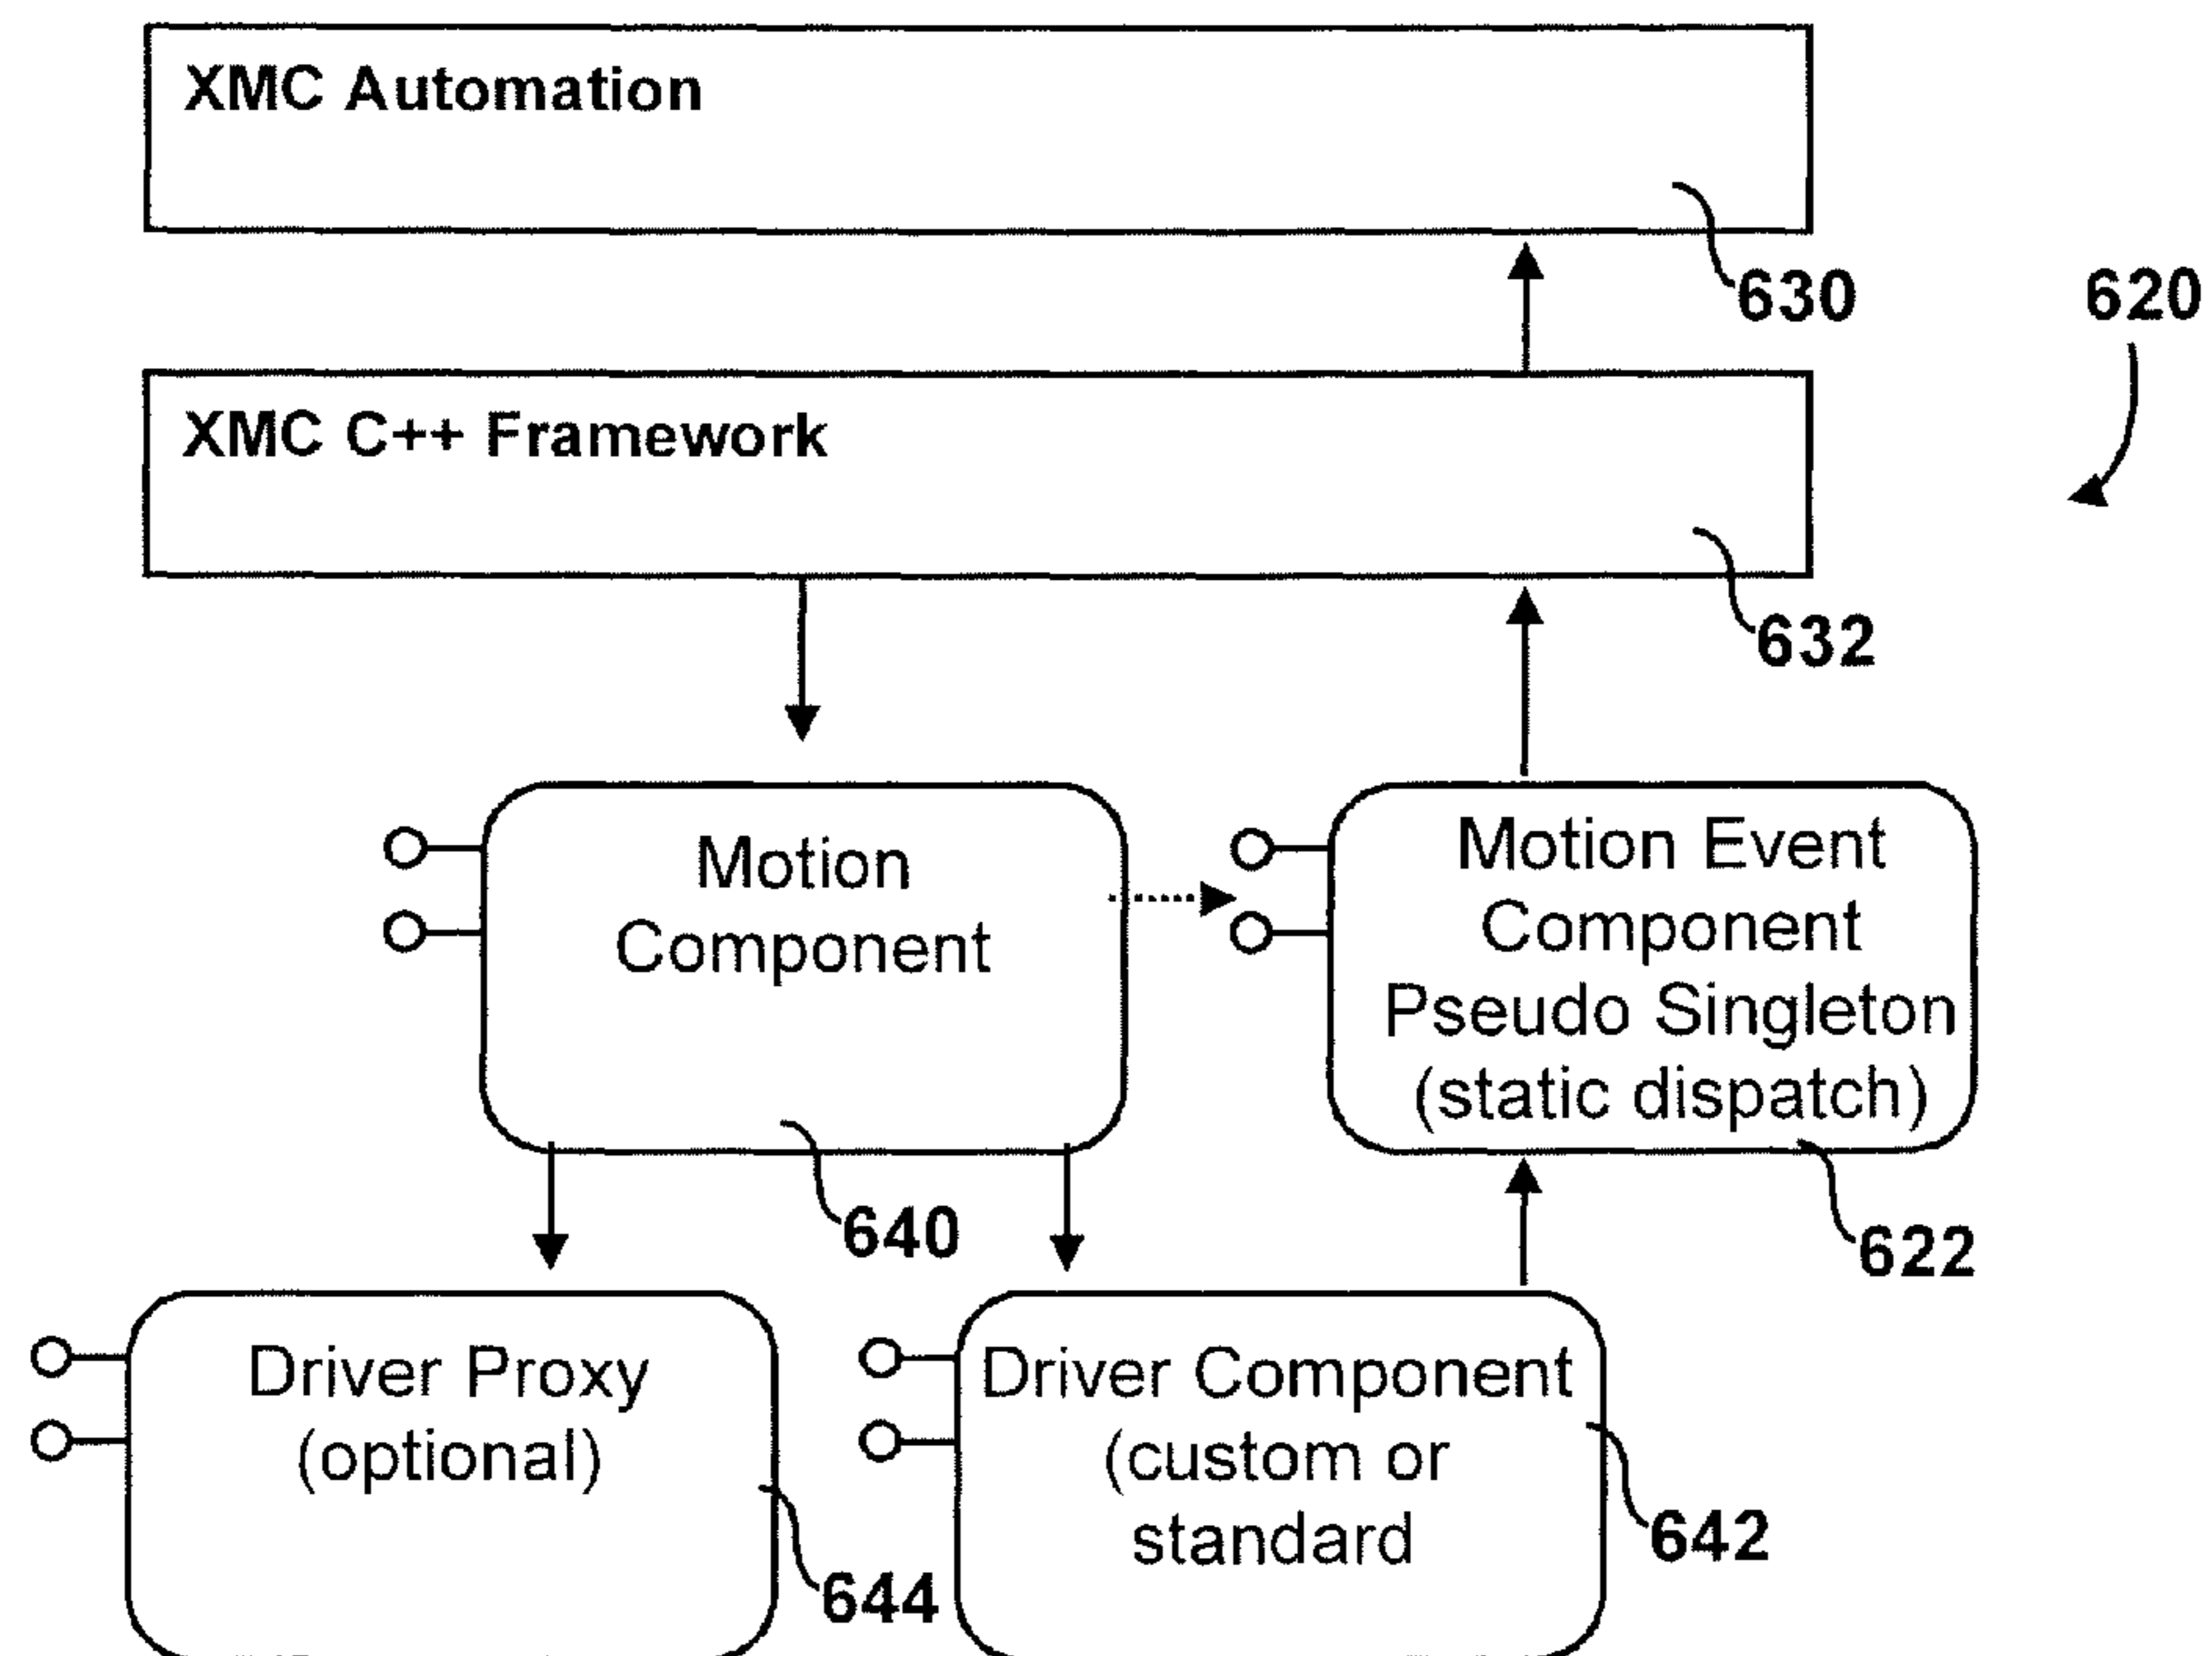 XMC Automation
630
620
XMC C++ Framework
632
Motion
Component
640
Motion Event
Component
Pseudo Singleton
(static dispatch)
622
Driver Proxy
(optional)
644
Driver Component
(custom or
standard
642